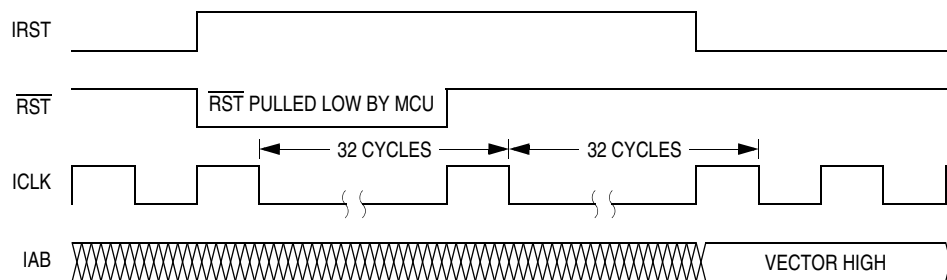 IRST
RST
RST PULLED LOW BY MCU
32 CYCLES
32 CYCLES
ICLK
IAB
VECTOR HIGH